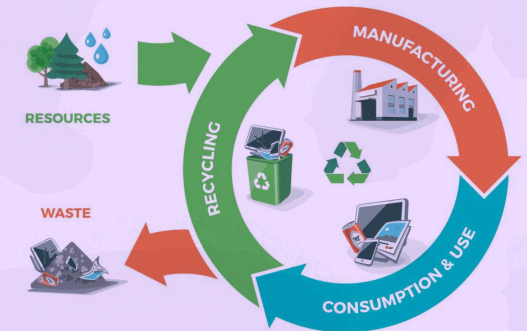 RESOURCES
MANUFACTURING
RECYCLING
WASTE
CONSUMPTION & USE